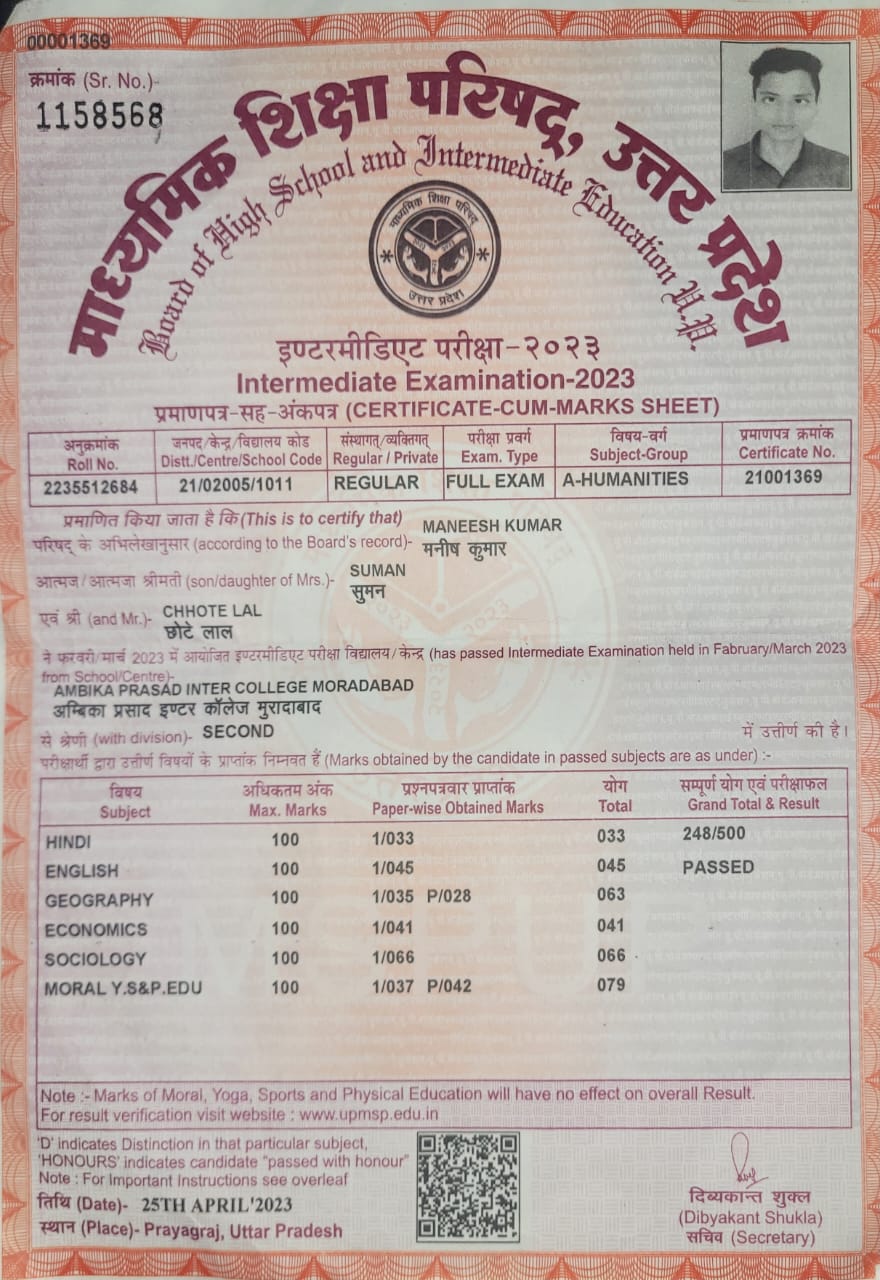 00001369
क्रमांक (Sr. No.)-
1158568
माध्यमिक शिक्षा परिषद्, उत्तर प्रदेश
Board of High School and Intermediate Education U.P.
माध्यमिक शिक्षा परिषद्
उत्तर प्रदेश
इण्टरमीडिएट परीक्षा-२०२३
Intermediate Examination-2023
प्रमाणपत्र-सह-अंकपत्र (CERTIFICATE-CUM-MARKS SHEET)
अनुक्रमांक जनपद/केन्द्र/विद्यालय कोड संस्थागत/व्यक्तिगत परीक्षा प्रवर्ग विषय-वर्ग प्रमाणपत्र क्रमांक
Roll No. Distt./Centre/School Code Regular / Private Exam. Type Subject-Group Certificate No.
2235512684 21/02005/1011 REGULAR FULL EXAM A-HUMANITIES 21001369
प्रमाणित किया जाता है कि (This is to certify that) MANEESH KUMAR
परिषद् के अभिलेखानुसार (according to the Board's record)- मनीष कुमार
आत्मज/आत्मजा श्रीमती (son/daughter of Mrs.)- SUMAN
सुमन
एवं श्री (and Mr.)- CHHOTE LAL
छोटे लाल
ने फरवरी/मार्च 2023 में आयोजित इण्टरमीडिएट परीक्षा विद्यालय/केन्द्र (has passed Intermediate Examination held in Fabruary/March 2023
from School/Centre)-
AMBIKA PRASAD INTER COLLEGE MORADABAD
अम्बिका प्रसाद इण्टर कॉलेज मुरादाबाद
से श्रेणी (with division)- SECOND में उत्तीर्ण की है।
परीक्षार्थी द्वारा उत्तीर्ण विषयों के प्राप्तांक निम्नवत हैं (Marks obtained by the candidate in passed subjects are as under) :-
विषय अधिकतम अंक प्रश्नपत्रवार प्राप्तांक योग सम्पूर्ण योग एवं परीक्षाफल
Subject Max. Marks Paper-wise Obtained Marks Total Grand Total & Result
HINDI 100 1/033 033 248/500
ENGLISH 100 1/045 045 PASSED
GEOGRAPHY 100 1/035 P/028 063
ECONOMICS 100 1/041 041
SOCIOLOGY 100 1/066 066
MORAL Y.S&P.EDU 100 1/037 P/042 079
Note :- Marks of Moral, Yoga, Sports and Physical Education will have no effect on overall Result.
For result verification visit website : www.upmsp.edu.in
'D' indicates Distinction in that particular subject,
'HONOURS' indicates candidate "passed with honour"
Note : For Important Instructions see overleaf
तिथि (Date)- 25TH APRIL'2023
स्थान (Place)- Prayagraj, Uttar Pradesh
दिब्यकान्त शुक्ल
(Dibyakant Shukla)
सचिव (Secretary)